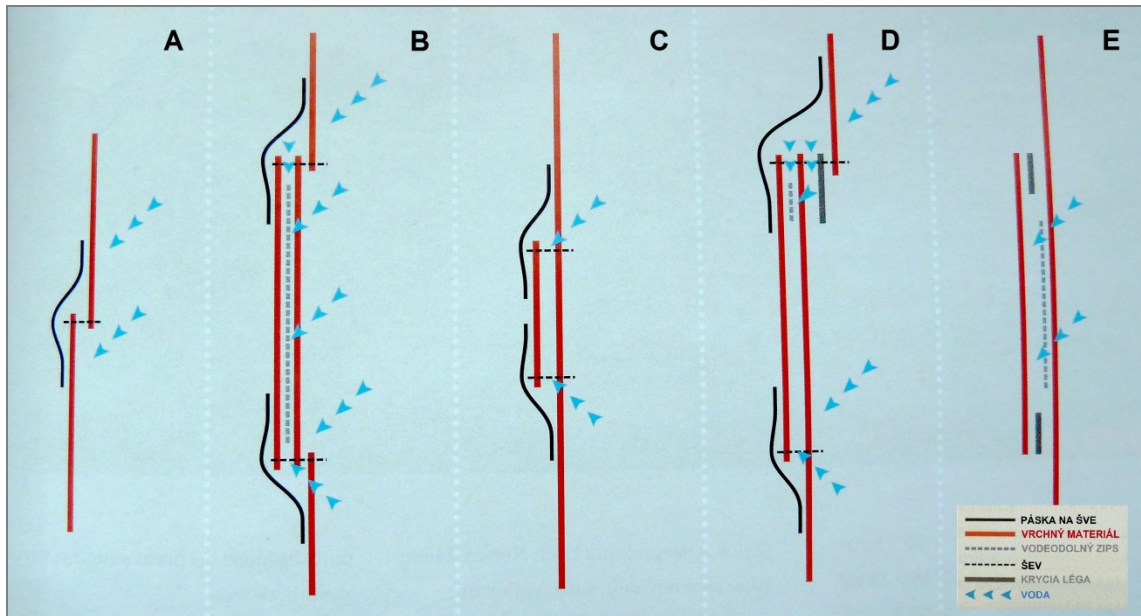 A
B
C
D
E
PÁSKA NA ŠVE
VRCHNÝ MATERIÁL
VODEODOLNÝ ZIPS
ŠEV
KRYCIA LÉGA
VODA